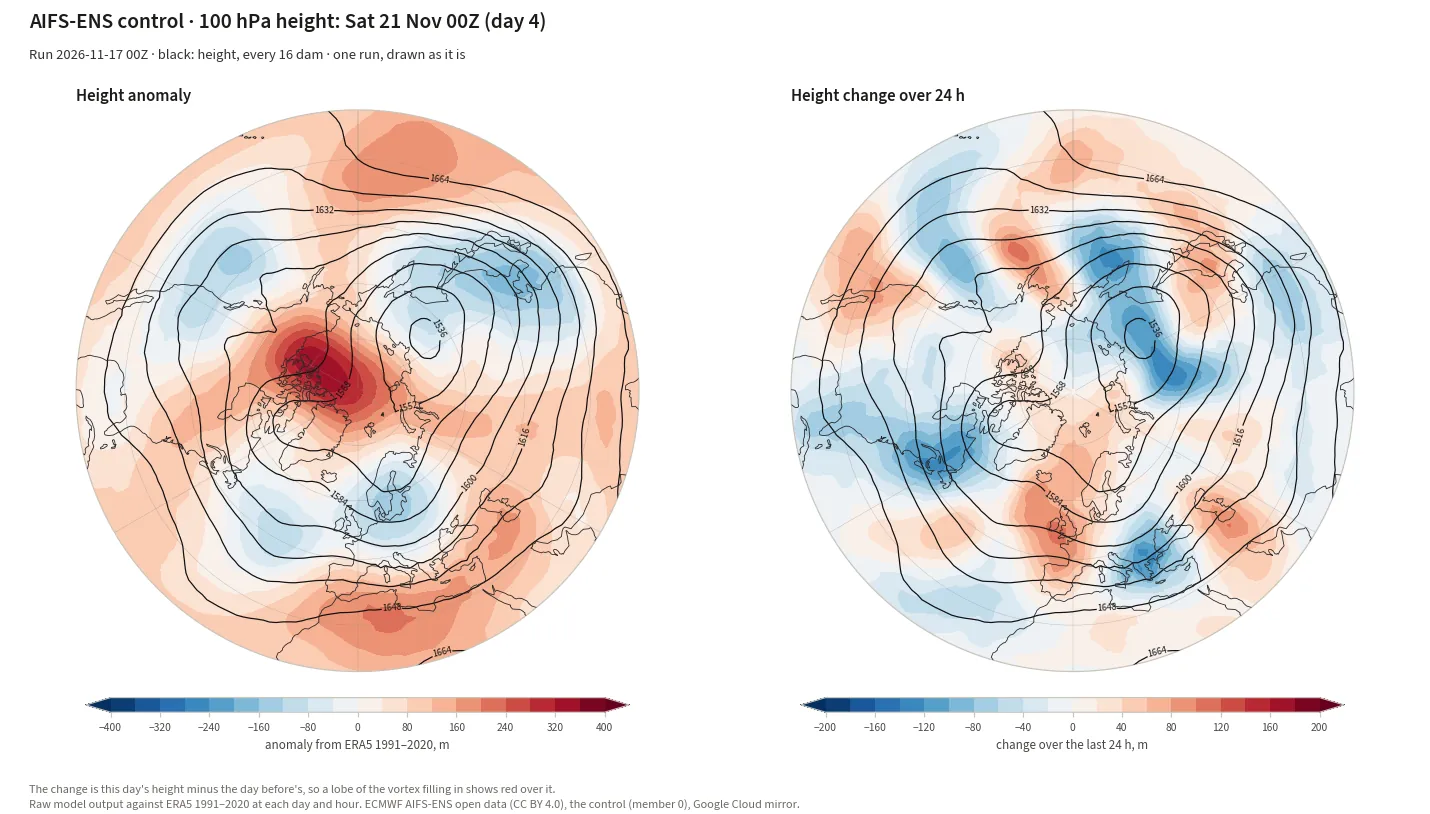 AIFS-ENS control · 100 hPa height: Sat 21 Nov 00Z (day 4)
Run 2026-11-17 00Z · black: height, every 16 dam · one run, drawn as it is
Height anomaly
Height change over 24 h
1664
1632
1536
1568
1552
1616
1600
1584
1648
1664
1664
1632
1536
1568
1552
1616
1600
1584
1648
1664
−400 −320 −240 −160 −80 0 80 160 240 320 400
anomaly from ERA5 1991–2020, m
−200 −160 −120 −80 −40 0 40 80 120 160 200
change over the last 24 h, m
The change is this day's height minus the day before's, so a lobe of the vortex filling in shows red over it.
Raw model output against ERA5 1991–2020 at each day and hour. ECMWF AIFS-ENS open data (CC BY 4.0), the control (member 0), Google Cloud mirror.